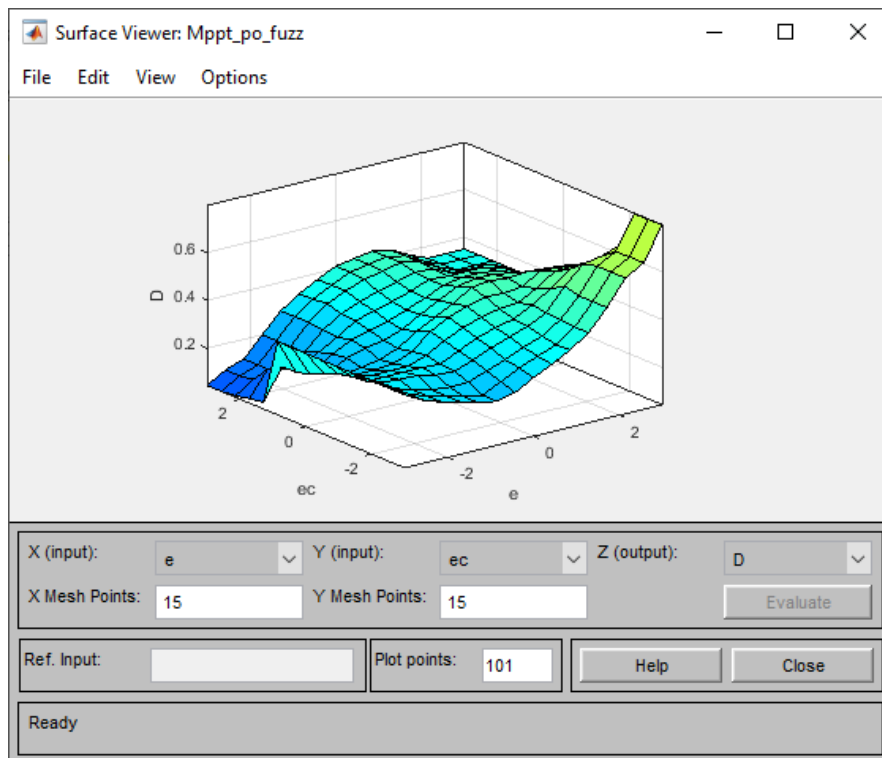 Surface Viewer: Mppt_po_fuzz
File Edit View Options
0.6
0.4
0.2
D
2
0
-2
ec
-2
0
2
e
X (input): e Y (input): ec Z (output): D
X Mesh Points: 15 Y Mesh Points: 15 Evaluate
Ref. Input: Plot points: 101 Help Close
Ready